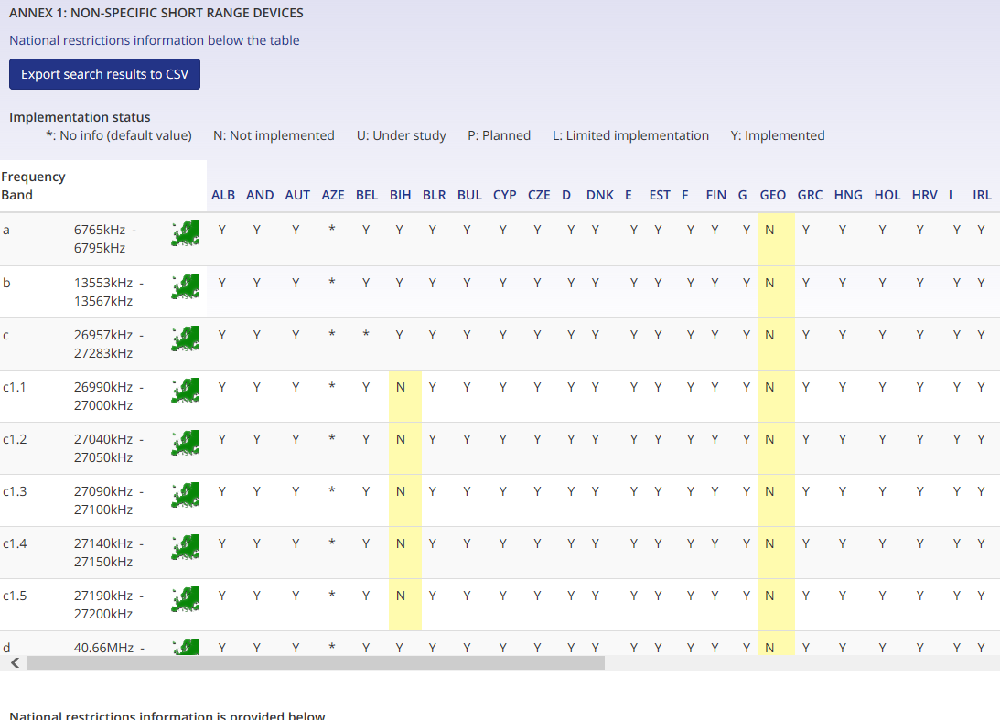 ANNEX 1: NON-SPECIFIC SHORT RANGE DEVICES
National restrictions information below the table
Export search results to CSV
Implementation status
*: No info (default value) N: Not implemented U: Under study P: Planned L: Limited implementation Y: Implemented
Frequency
Band
ALB AND AUT AZE BEL BIH BLR BUL CYP CZE D DNK E EST F FIN G GEO GRC HNG HOL HRV I IRL
a 6765kHz - Y Y Y * Y Y Y Y Y Y Y Y Y Y Y Y Y N Y Y Y Y Y Y
6795kHz
b 13553kHz - Y Y Y * Y Y Y Y Y Y Y Y Y Y Y Y Y N Y Y Y Y Y Y
13567kHz
c 26957kHz - Y Y Y * * Y Y Y Y Y Y Y Y Y Y Y Y N Y Y Y Y Y Y
27283kHz
c1.1 26990kHz - Y Y Y * Y N Y Y Y Y Y Y Y Y Y Y Y N Y Y Y Y Y Y
27000kHz
c1.2 27040kHz - Y Y Y * Y N Y Y Y Y Y Y Y Y Y Y Y N Y Y Y Y Y Y
27050kHz
c1.3 27090kHz - Y Y Y * Y N Y Y Y Y Y Y Y Y Y Y Y N Y Y Y Y Y Y
27100kHz
c1.4 27140kHz - Y Y Y * Y N Y Y Y Y Y Y Y Y Y Y Y N Y Y Y Y Y Y
27150kHz
c1.5 27190kHz - Y Y Y * Y N Y Y Y Y Y Y Y Y Y Y Y N Y Y Y Y Y Y
27200kHz
d 40.66MHz - Y Y Y * Y Y Y Y Y Y Y Y Y Y Y Y Y N Y Y Y Y Y Y
National restrictions information is provided below